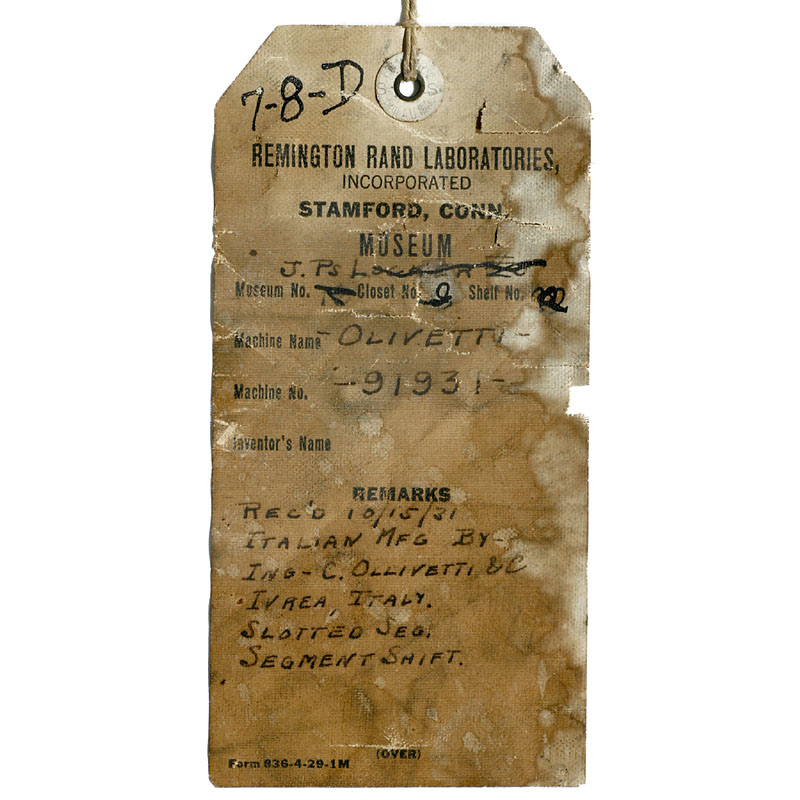 7-8-D
REMINGTON RAND LABORATORIES,
INCORPORATED
STAMFORD, CONN.
MUSEUM
J. P's LOCKER
Museum No. Closet No. Shelf No.
Machine Name -OLIVETTI-
Machine No. -91931-
Inventor's Name
REMARKS
REC'D 10/15/31
ITALIAN MFG BY-
ING-C. OLLIVETTI, & C
IVREA, ITALY.
SLOTTED SEG.
SEGMENT SHIFT.
(OVER)
Form 836-4-29-1M